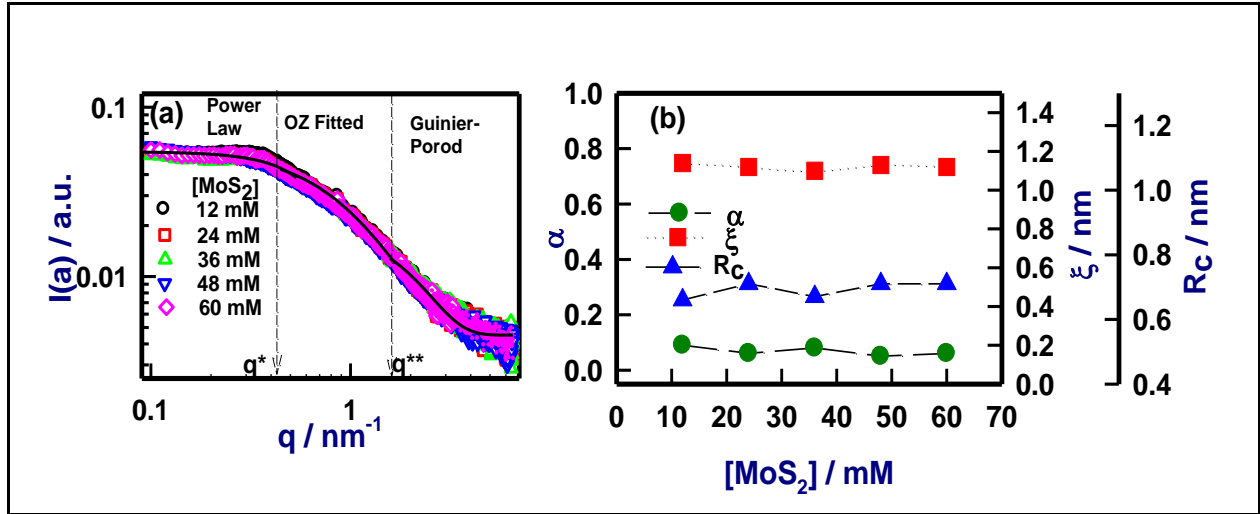 (a)
Power
Law
OZ Fitted
Guinier-
Porod
[MoS2]
12 mM
24 mM
36 mM
48 mM
60 mM
q*
q**
0.1
0.01
I(a) / a.u.
0.1
1
q / nm-1
(b)
α
ξ
Rc
1.0
0.8
0.6
0.4
0.2
0.0
α
0
10
20
30
40
50
60
70
[MoS2] / mM
1.4
1.2
1.0
0.8
0.6
0.4
0.2
0.0
ξ / nm
1.2
1.0
0.8
0.6
0.4
Rc / nm